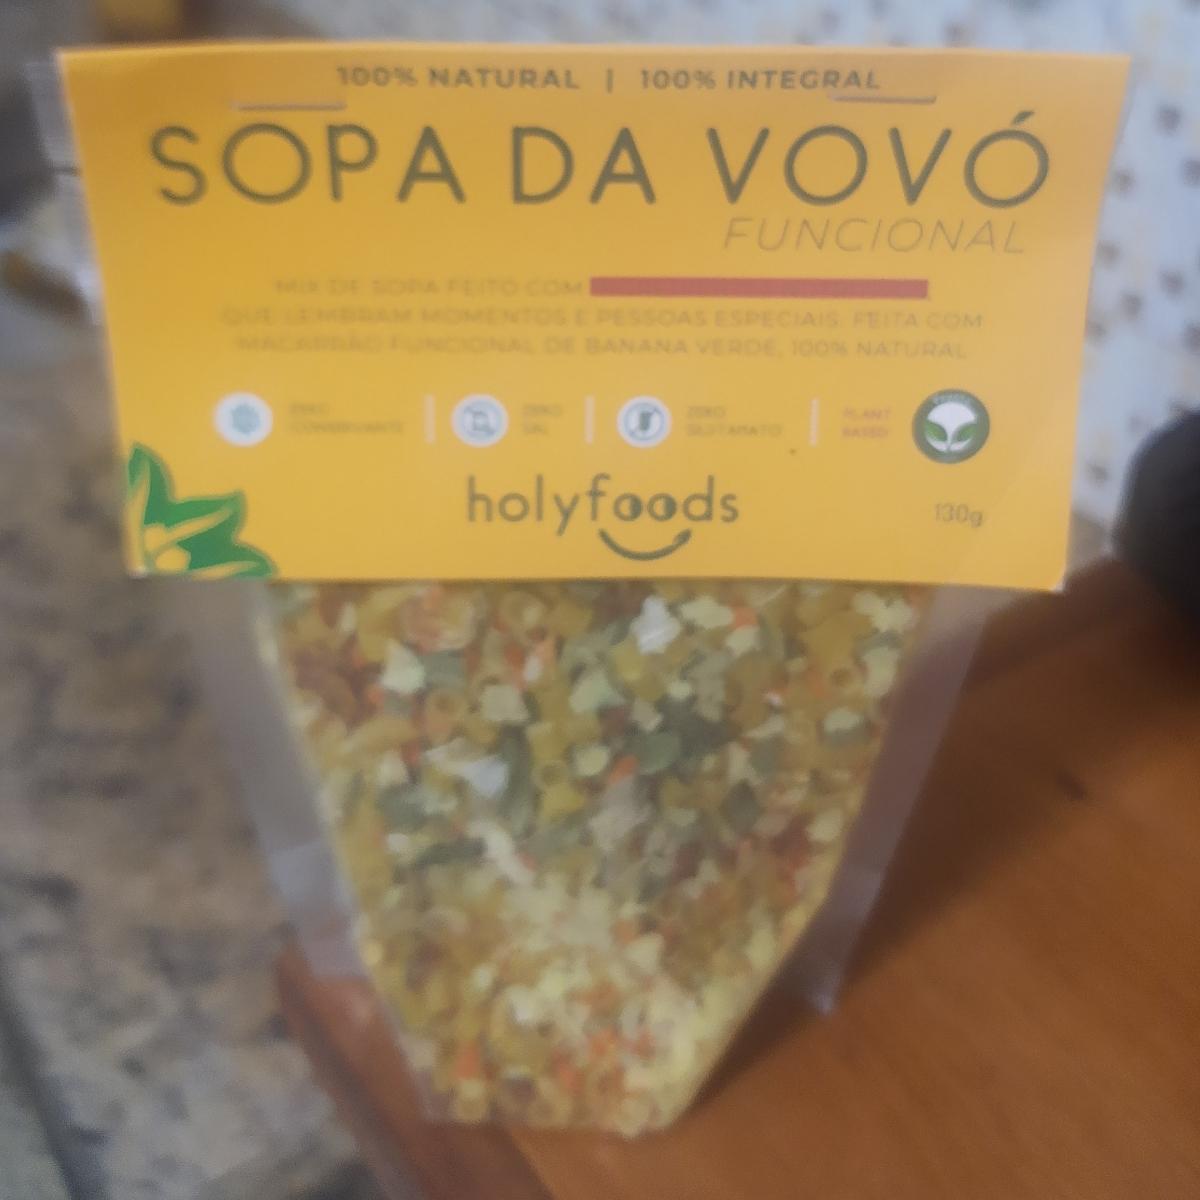 100% NATURAL | 100% INTEGRAL
SOPA DA VOVÓ
FUNCIONAL
MIX DE SOPA FEITO COM
QUE LEMBRAM MOMENTOS E PESSOAS ESPECIAIS. FEITA COM
MACARRÃO FUNCIONAL DE BANANA VERDE, 100% NATURAL
ZERO CONSERVANTE
ZERO SAL
ZERO GLUTAMATO
PLANT BASED
holyfoods
130g